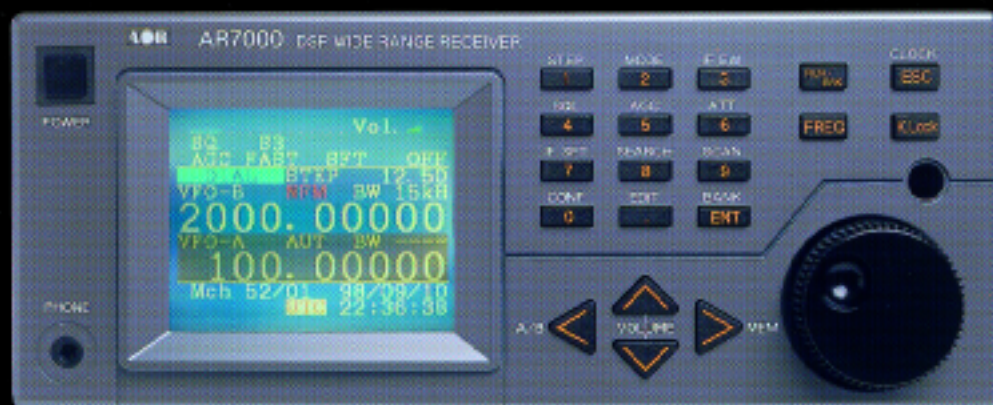 AOR AR7000 DSP WIDE RANGE RECEIVER
POWER
PHONE
Vol.
SQ S3
AGC FAST SFT OFF
STEP 12.50
VFO-B NFM BW 15kH
2000.00000
VFO-A AUT BW ----
100.00000
Mch 52/01 98/09/10
22:36:38
STEP MODE
1 2 3
SQL AGC ATT
4 5 6
SEARCH SCAN
7 8 9
CONF EDIT BANK
0 . ENT
CLOCK
ESC
FREQ K.Lock
A/B < VOLUME > MEM